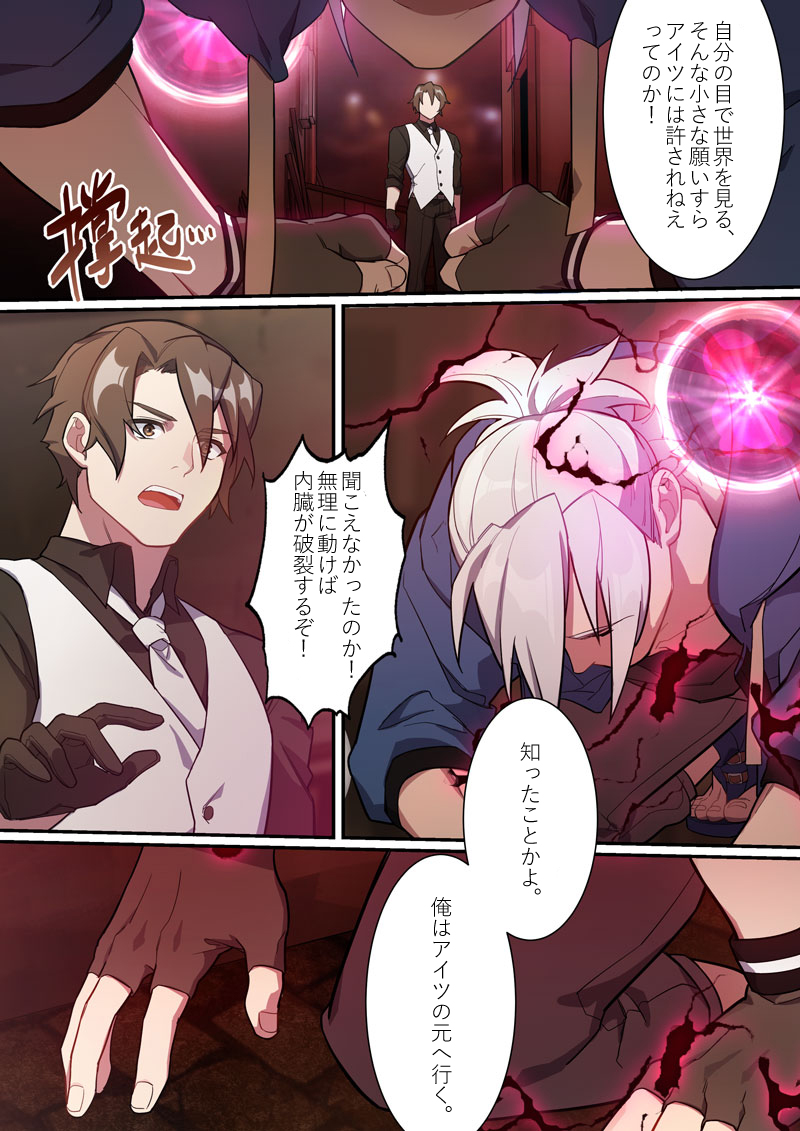 自分の目で世界を見る、
そんな小さな願いすら
アイツには許されねえ
ってのか！
撑起…
聞こえなかったのか！
無理に動けば
内臓が破裂するぞ！
知ったことかよ。
俺はアイツの元へ行く。